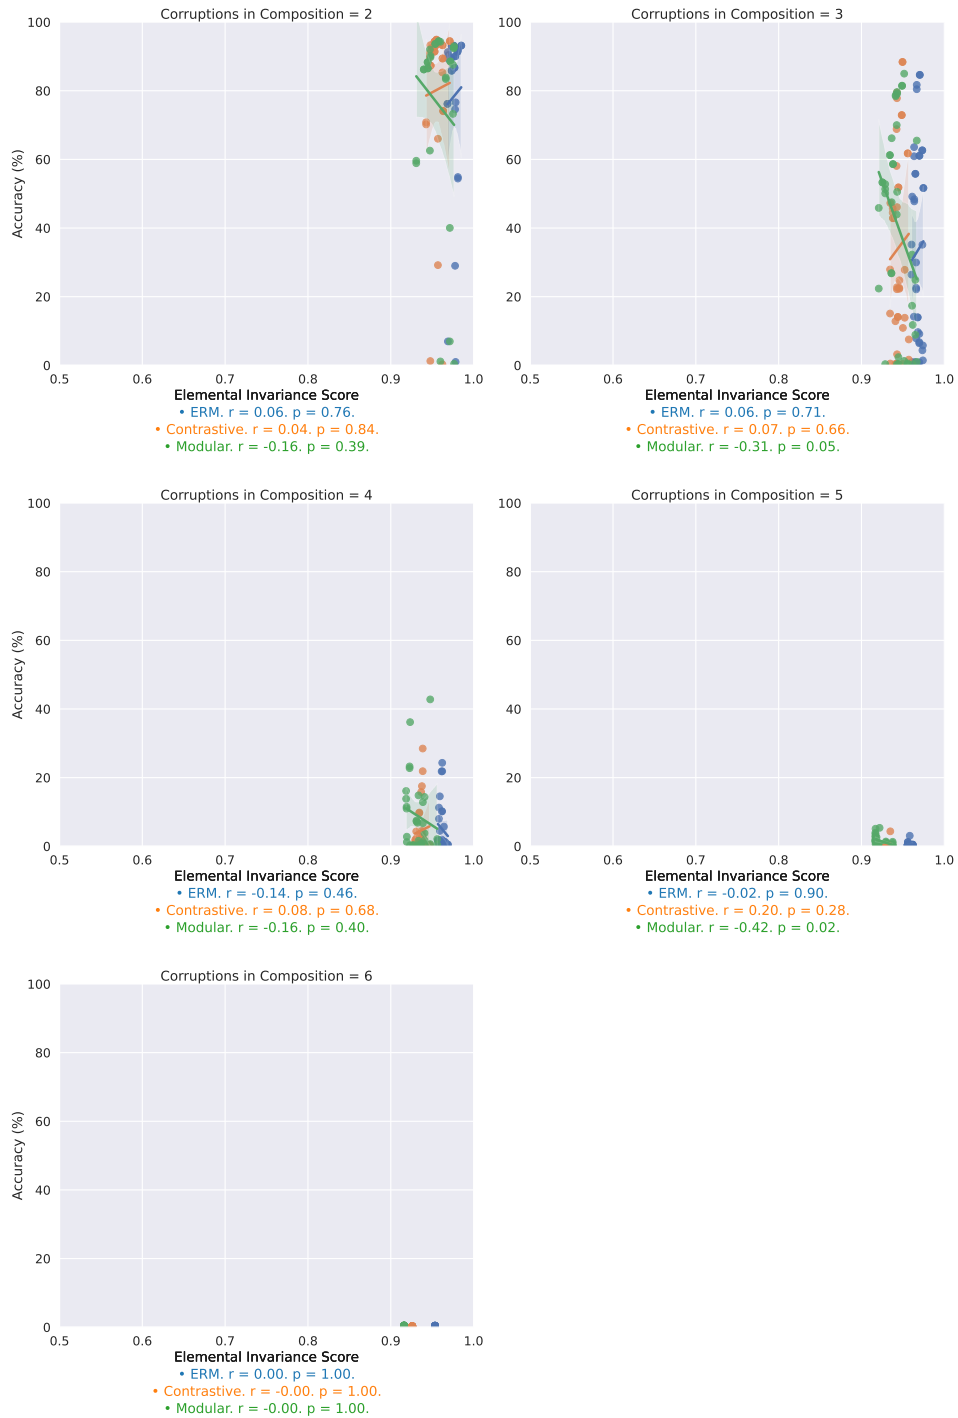 Corruptions in Composition = 2
100
80
60
40
20
0
Accuracy (%)
0.5 0.6 0.7 0.8 0.9 1.0
Elemental Invariance Score
• ERM. r = 0.06. p = 0.76.
• Contrastive. r = 0.04. p = 0.84.
• Modular. r = -0.16. p = 0.39.
Corruptions in Composition = 3
100
80
60
40
20
0
0.5 0.6 0.7 0.8 0.9 1.0
Elemental Invariance Score
• ERM. r = 0.06. p = 0.71.
• Contrastive. r = 0.07. p = 0.66.
• Modular. r = -0.31. p = 0.05.
Corruptions in Composition = 4
100
80
60
40
20
0
Accuracy (%)
0.5 0.6 0.7 0.8 0.9 1.0
Elemental Invariance Score
• ERM. r = -0.14. p = 0.46.
• Contrastive. r = 0.08. p = 0.68.
• Modular. r = -0.16. p = 0.40.
Corruptions in Composition = 5
100
80
60
40
20
0
0.5 0.6 0.7 0.8 0.9 1.0
Elemental Invariance Score
• ERM. r = -0.02. p = 0.90.
• Contrastive. r = 0.20. p = 0.28.
• Modular. r = -0.42. p = 0.02.
Corruptions in Composition = 6
100
80
60
40
20
0
Accuracy (%)
0.5 0.6 0.7 0.8 0.9 1.0
Elemental Invariance Score
• ERM. r = 0.00. p = 1.00.
• Contrastive. r = -0.00. p = 1.00.
• Modular. r = -0.00. p = 1.00.